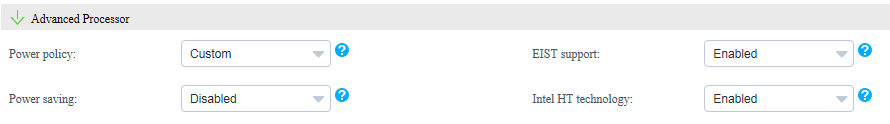 Advanced Processor
Power policy: Custom ? EIST support: Enabled ?
Power saving: Disabled ? Intel HT technology: Enabled ?